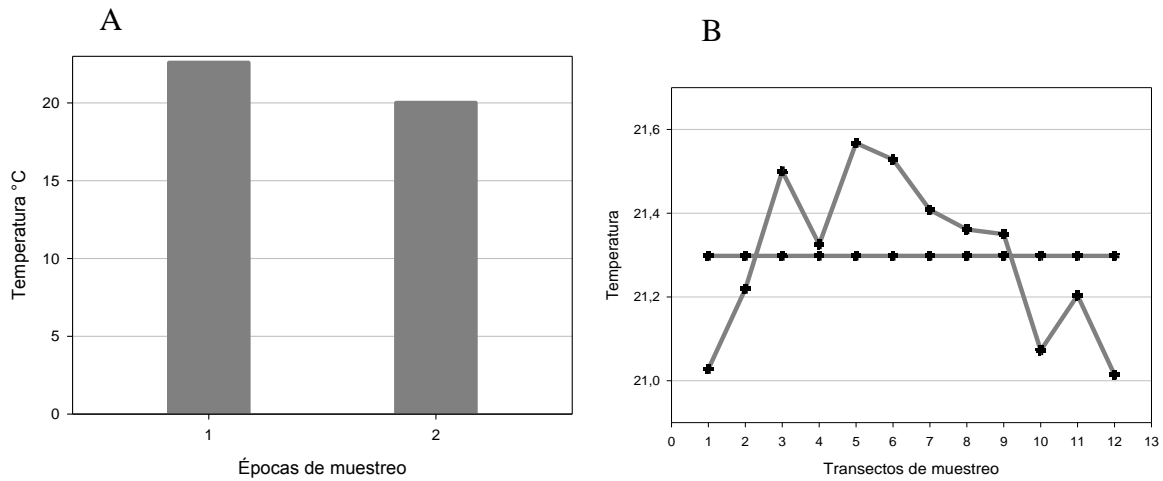 A
Temperatura °C
20
15
10
5
0
1 2
Épocas de muestreo
B
Temperatura
21,6
21,4
21,2
21,0
0 1 2 3 4 5 6 7 8 9 10 11 12 13
Transectos de muestreo